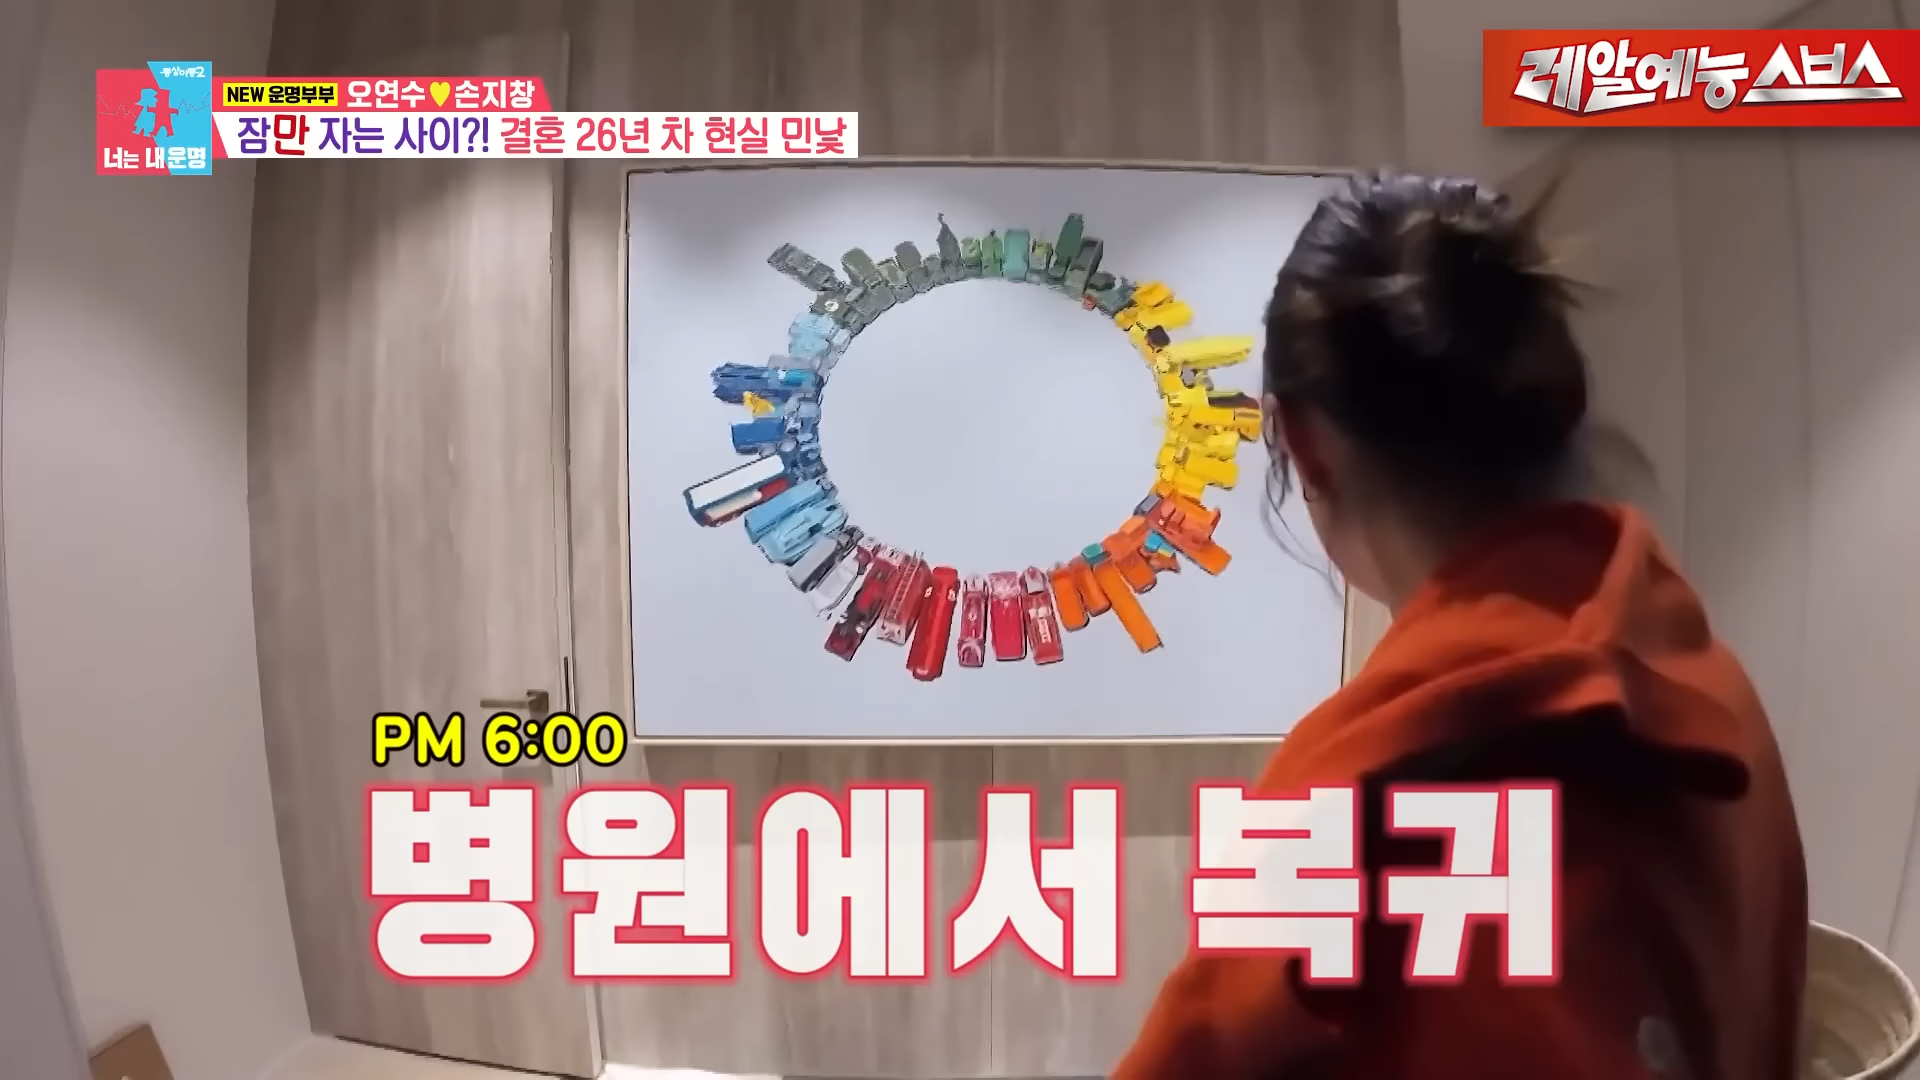 동상이몽2
너는 내 운명
NEW 운명부부 오연수♥손지창
잠만 자는 사이?! 결혼 26년 차 현실 민낯
레알예능 스브스
PM 6:00
병원에서 복귀